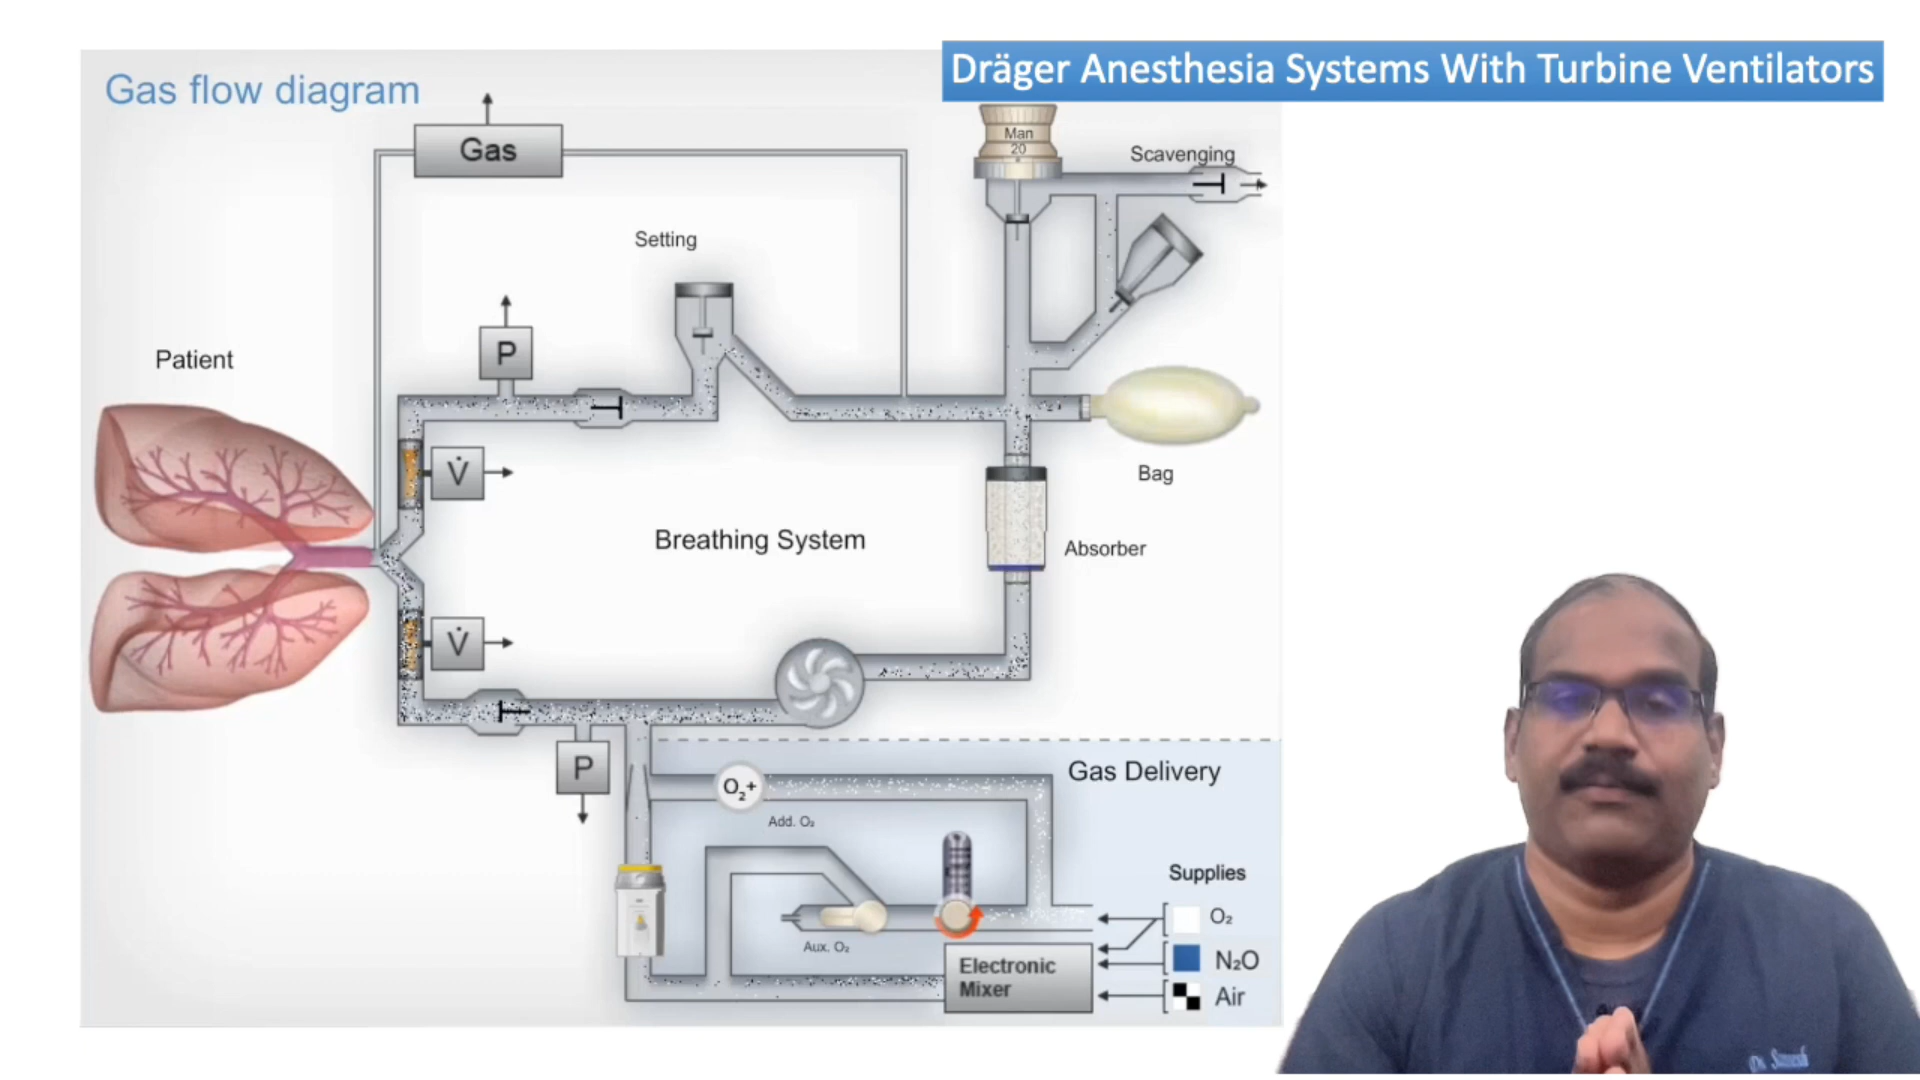 Dräger Anesthesia Systems With Turbine Ventilators
Gas flow diagram
Gas
Man
20
Scavenging
Setting
P
Patient
V̇
Bag
Breathing System
Absorber
V̇
P
Gas Delivery
O₂+
Add. O₂
Supplies
O₂
Aux. O₂
Electronic
Mixer
N₂O
Air